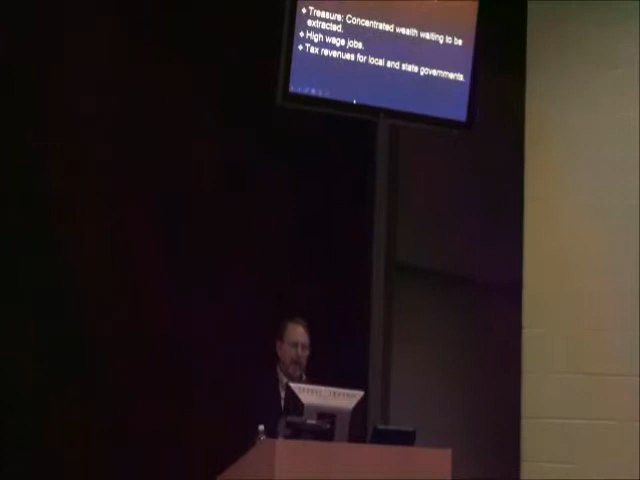 ❖ Treasure: Concentrated wealth waiting to be
extracted.
❖ High wage jobs.
❖ Tax revenues for local and state governments.